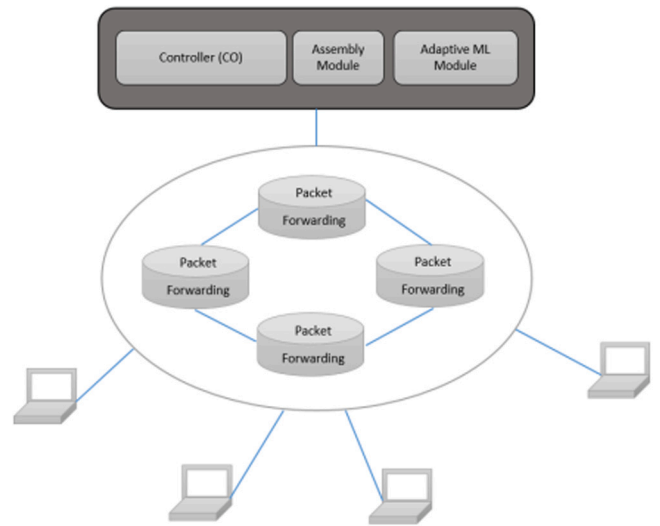 Controller (CO)
Assembly
Module
Adaptive ML
Module
Packet
Forwarding
Packet
Forwarding
Packet
Forwarding
Packet
Forwarding